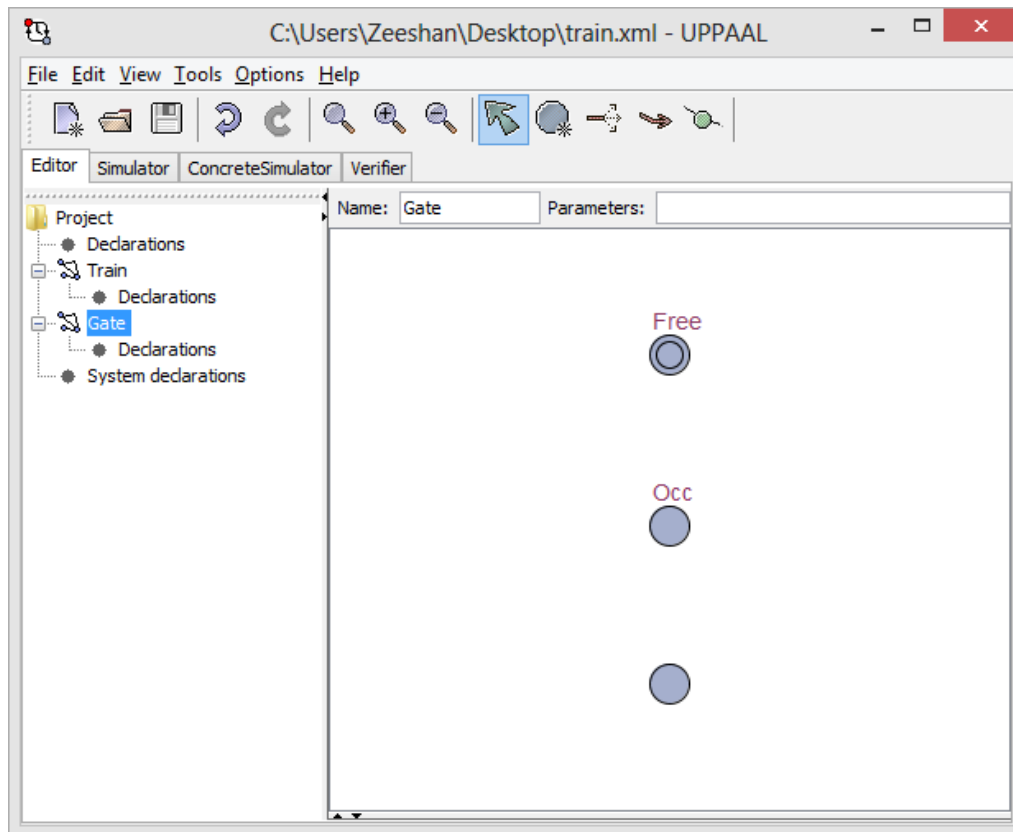 C:\Users\Zeeshan\Desktop\train.xml - UPPAAL
File Edit View Tools Options Help
Editor Simulator ConcreteSimulator Verifier
Project
Declarations
Train
Declarations
Gate
Declarations
System declarations
Name: Gate Parameters:
Free
Occ